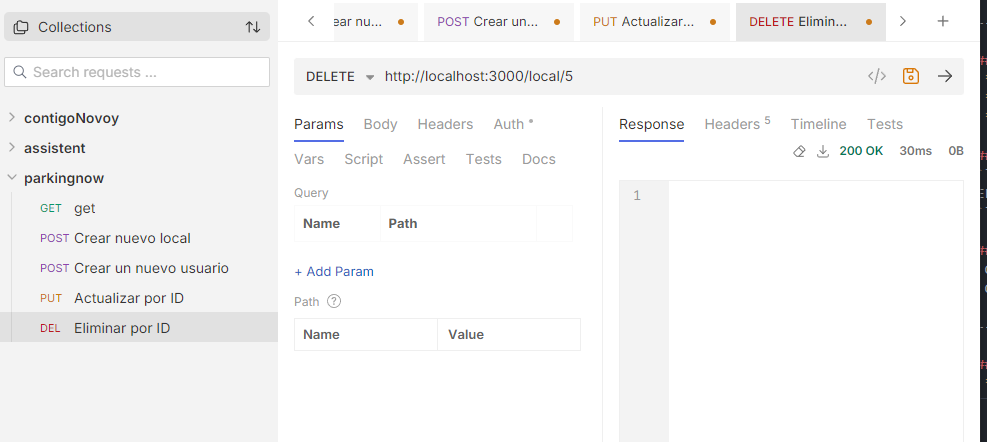 Collections
Search requests ...
contigoNovoy
assistent
parkingnow
GET get
POST Crear nuevo local
POST Crear un nuevo usuario
PUT Actualizar por ID
DEL Eliminar por ID
ear nu...
POST Crear un...
PUT Actualizar...
DELETE Elimin...
DELETE http://localhost:3000/local/5
Params Body Headers Auth
Vars Script Assert Tests Docs
Query
Name Path
+ Add Param
Path ?
Name Value
Response Headers 5 Timeline Tests
200 OK 30ms 0B
1